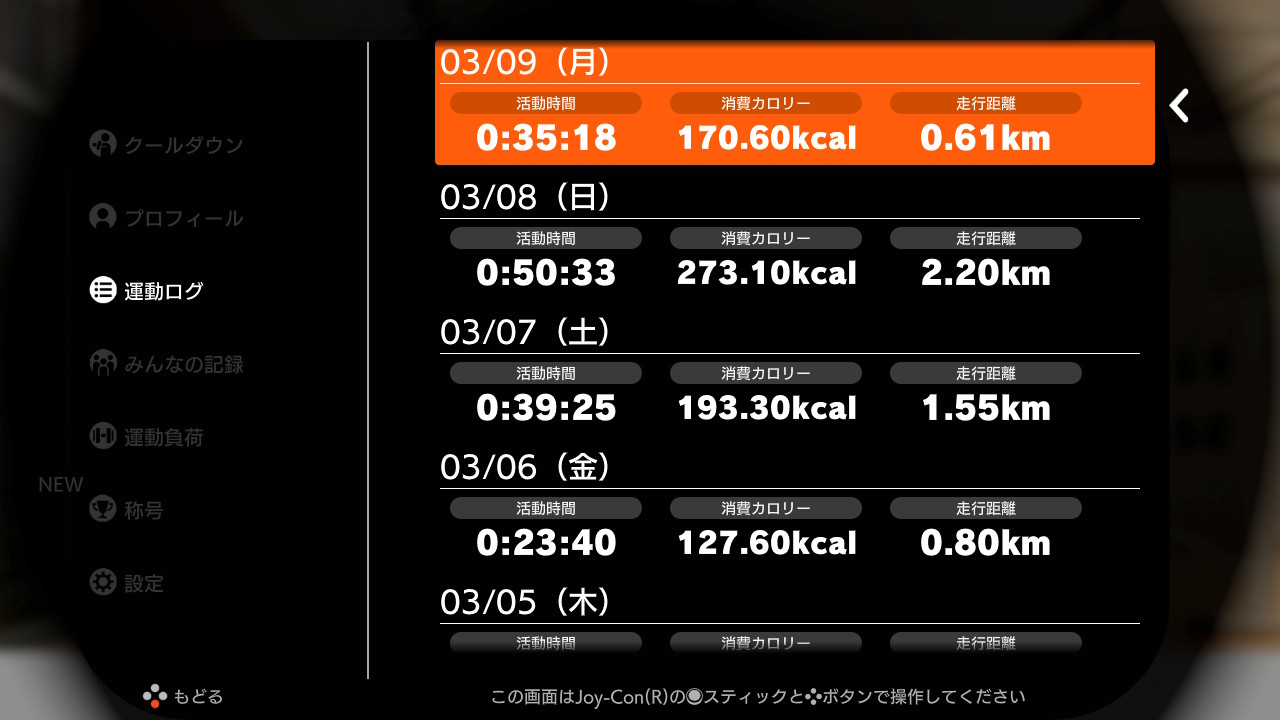 クールダウン
プロフィール
運動ログ
みんなの記録
運動負荷
NEW
称号
設定
03/09（月）
活動時間 消費カロリー 走行距離
0:35:18 170.60kcal 0.61km
03/08（日）
活動時間 消費カロリー 走行距離
0:50:33 273.10kcal 2.20km
03/07（土）
活動時間 消費カロリー 走行距離
0:39:25 193.30kcal 1.55km
03/06（金）
活動時間 消費カロリー 走行距離
0:23:40 127.60kcal 0.80km
03/05（木）
活動時間 消費カロリー 走行距離
もどる
この画面はJoy-Con(R)のスティックとボタンで操作してください